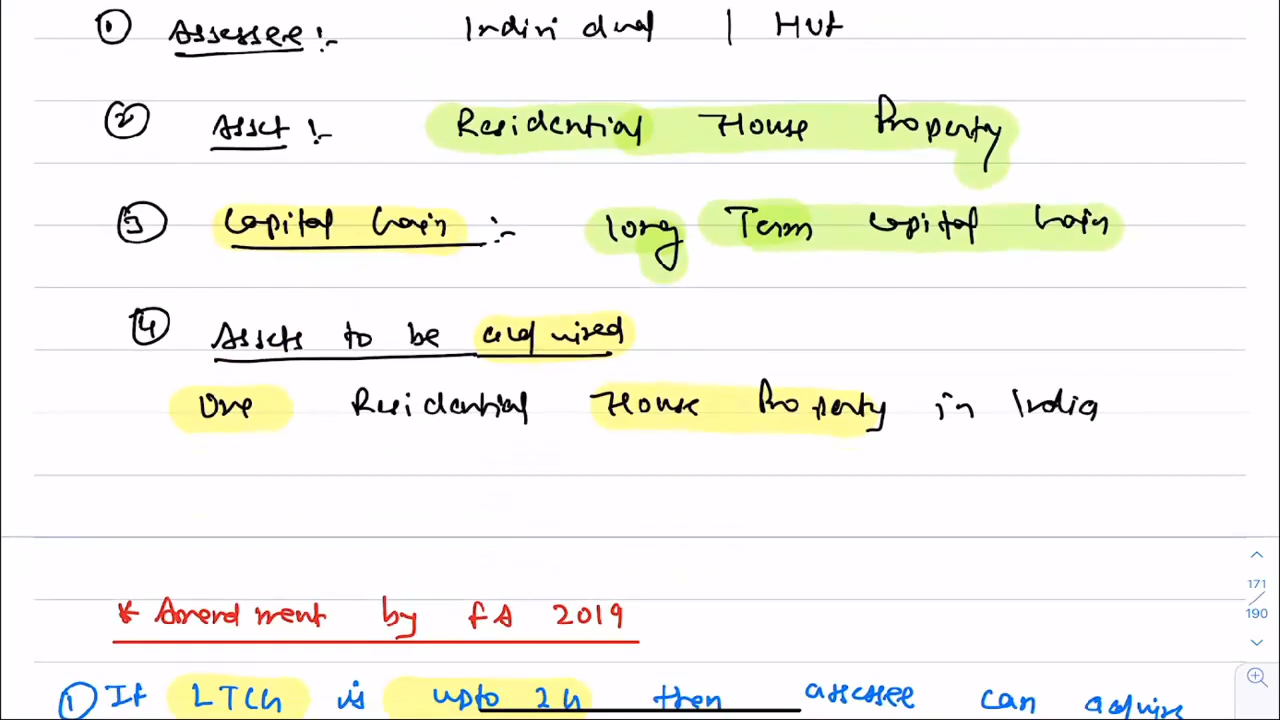 ① Assessee :- Individual | HUF
② Asset :- Residential House Property
③ Capital Gain :- long Term Capital Gain
④ Assets to be acquired
One Residential House Property in India
* Amendment by FA 2019
171
190
① If LTCG is upto 2 then assessee can acquire